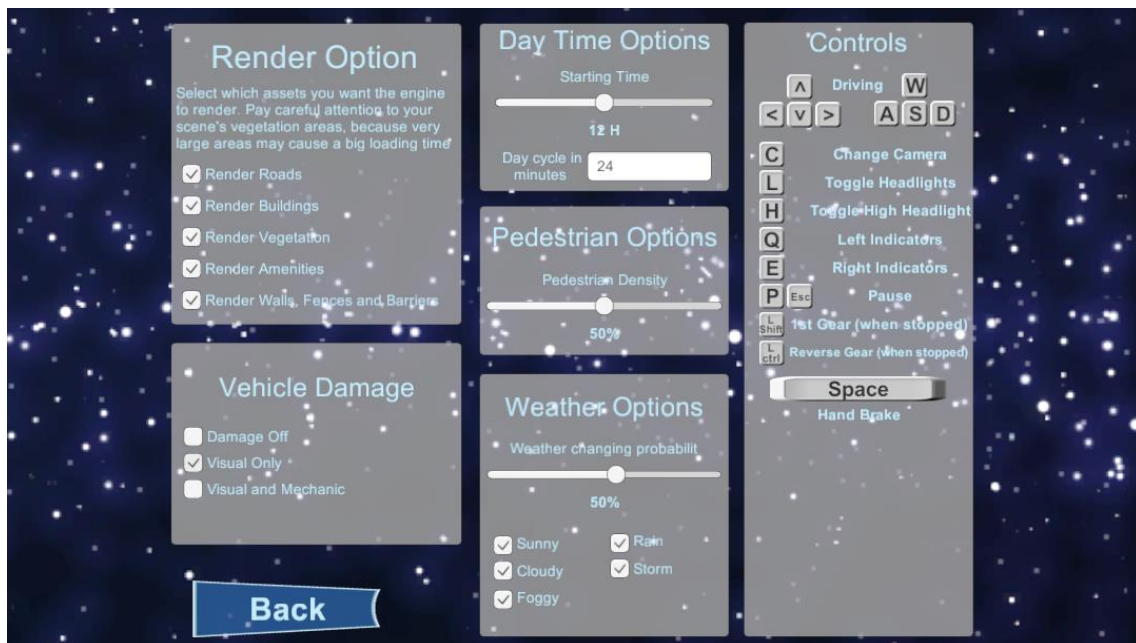 Render Option
Select which assets you want the engine
to render. Pay careful attention to your
scene's vegetation areas, because very
large areas may cause a big loading time
Render Roads
Render Buildings
Render Vegetation
Render Amenities
Render Walls, Fences and Barriers
Vehicle Damage
Damage Off
Visual Only
Visual and Mechanic
Back
Day Time Options
Starting Time
12 H
Day cycle in
minutes
24
Pedestrian Options
Pedestrian Density
50%
Weather Options
Weather changing probabilit
50%
Sunny
Rain
Cloudy
Storm
Foggy
Controls
Driving W
A S D
C Change Camera
L Toggle Headlights
H Toggle High Headlight
Q Left Indicators
E Right Indicators
P Esc Pause
L Shift 1st Gear (when stopped)
L ctrl Reverse Gear (when stopped)
Space
Hand Brake